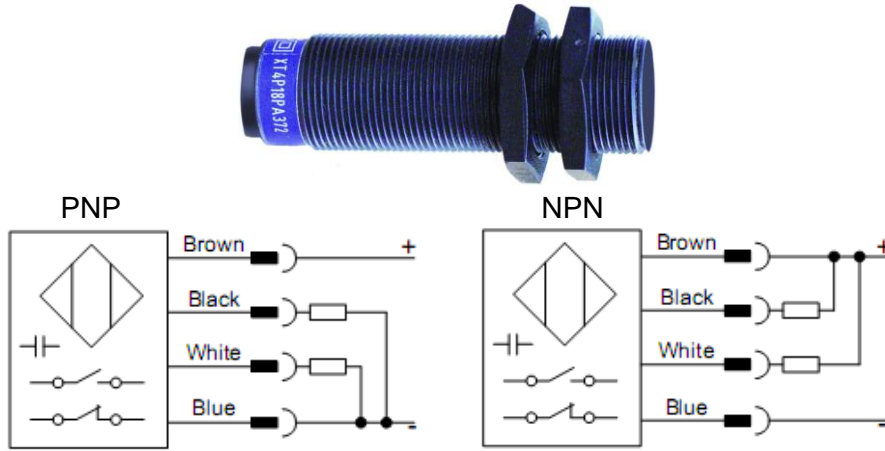 XT4P18PA372
PNP
Brown
+
Black
White
Blue
-
NPN
Brown
+
Black
White
Blue
-